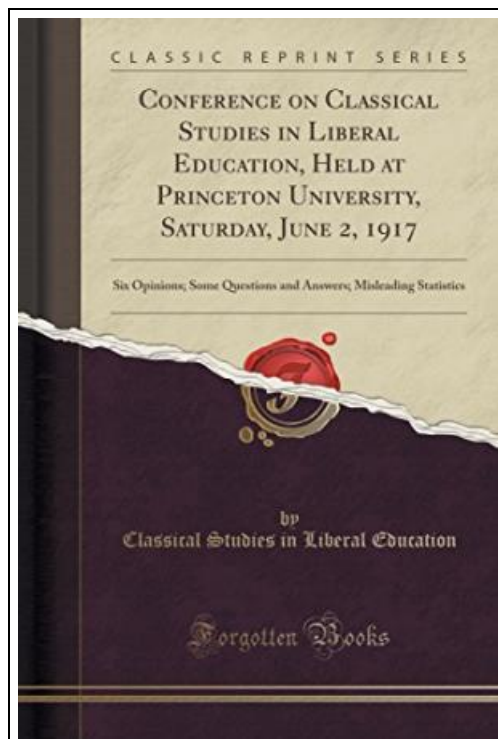 CLASSIC REPRINT SERIES
CONFERENCE ON CLASSICAL
STUDIES IN LIBERAL
EDUCATION, HELD AT
PRINCETON UNIVERSITY,
SATURDAY, JUNE 2, 1917
Six Opinions; Some Questions and Answers; Misleading Statistics
by
Classical Studies in Liberal Education
Forgotten Books